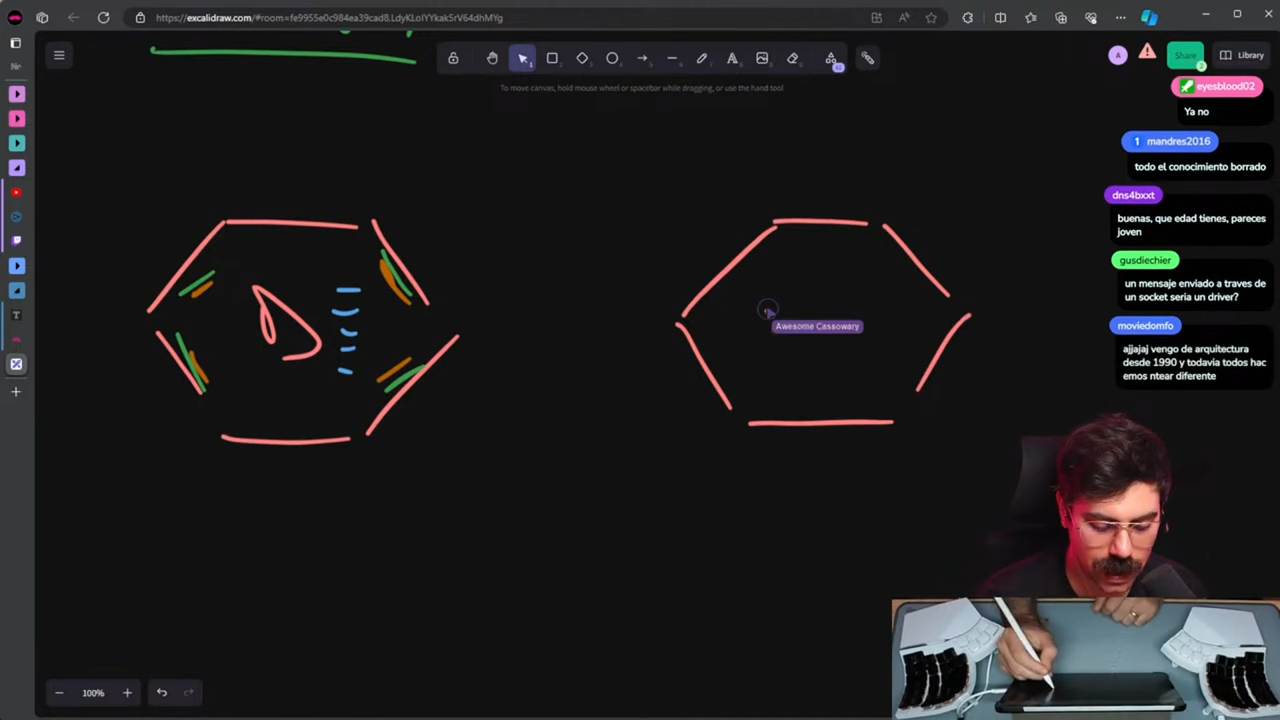 https://excalidraw.com/#room=fe9955e0c984ea39cad8,LdyKLoIYYkak5rV64dhMYg
Share
2
Library
To move canvas, hold mouse wheel or spacebar while dragging, or use the hand tool
A
eyesblood02
Ya no
1 mandres2016
todo el conocimiento borrado
dns4bxxt
buenas, que edad tienes, pareces
joven
gusdiechier
un mensaje enviado a traves de
un socket seria un driver?
moviedomfo
ajjajaj vengo de arquitectura
desde 1990 y todavia todos hac
emos ntear diferente
Awesome Cassowary
100%